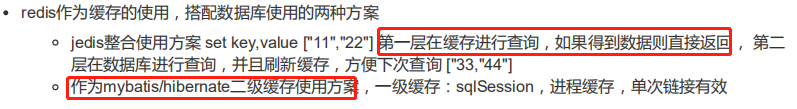 redis作为缓存的使用，搭配数据库使用的两种方案
jedis整合使用方案 set key,value ["11","22"] 第一层在缓存进行查询，如果得到数据则直接返回， 第二
层在数据库进行查询，并且刷新缓存，方便下次查询 ["33,"44"]
作为mybatis/hibernate二级缓存使用方案，一级缓存：sqlSession，进程缓存，单次链接有效